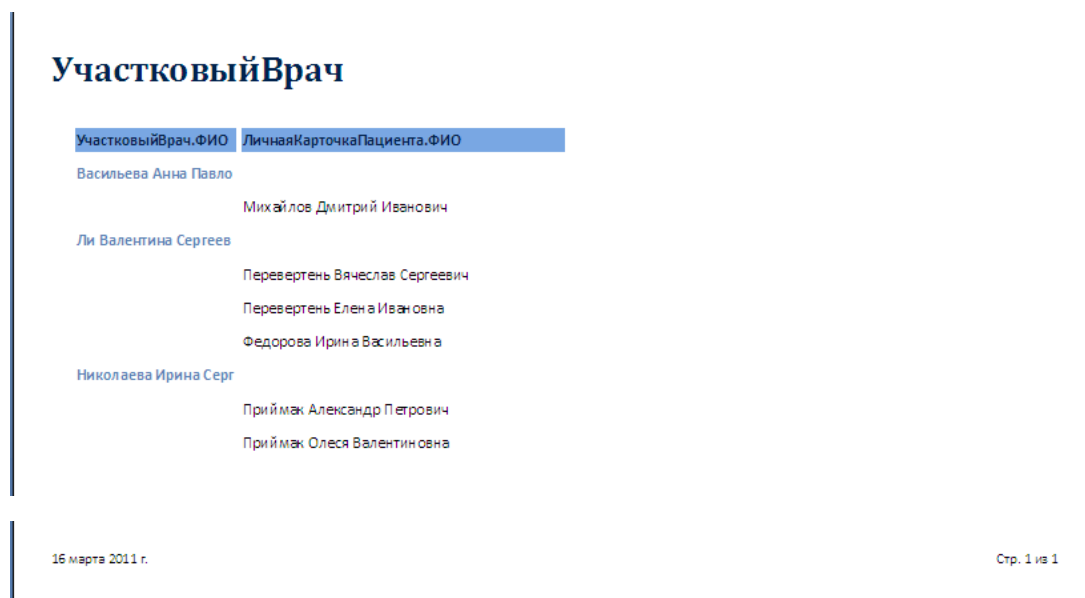 УчастковыйВрач
УчастковыйВрач.ФИО ЛичнаяКарточкаПациента.ФИО
Васильева Анна Павло
Михайлов Дмитрий Иванович
Ли Валентина Сергеев
Перевертень Вячеслав Сергеевич
Перевертень Елена Ивановна
Федорова Ирина Васильевна
Николаева Ирина Серг
Приймак Александр Петрович
Приймак Олеся Валентиновна
16 марта 2011 г. Стр. 1 из 1